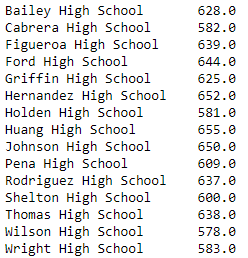 Bailey High School 628.0
Cabrera High School 582.0
Figueroa High School 639.0
Ford High School 644.0
Griffin High School 625.0
Hernandez High School 652.0
Holden High School 581.0
Huang High School 655.0
Johnson High School 650.0
Pena High School 609.0
Rodriguez High School 637.0
Shelton High School 600.0
Thomas High School 638.0
Wilson High School 578.0
Wright High School 583.0